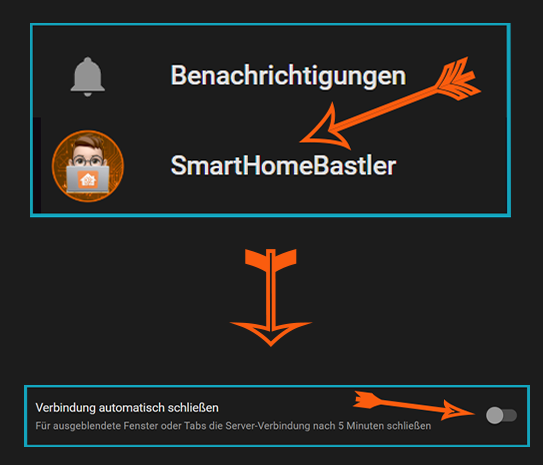 Benachrichtigungen
SmartHomeBastler
Verbindung automatisch schließen
Für ausgeblendete Fenster oder Tabs die Server-Verbindung nach 5 Minuten schließen